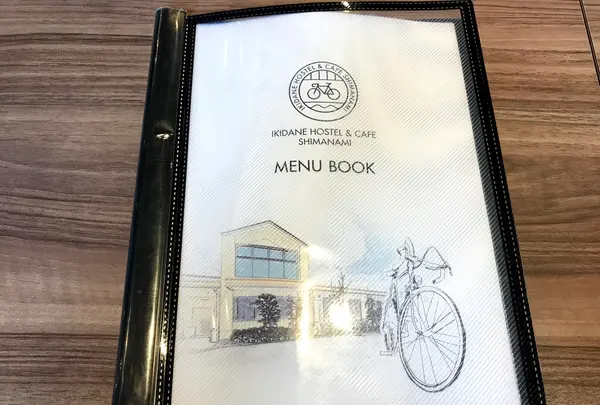 IKIDANE HOSTEL & CAFE SHIMANAMI
IKIDANE HOSTEL & CAFE
SHIMANAMI
MENU BOOK